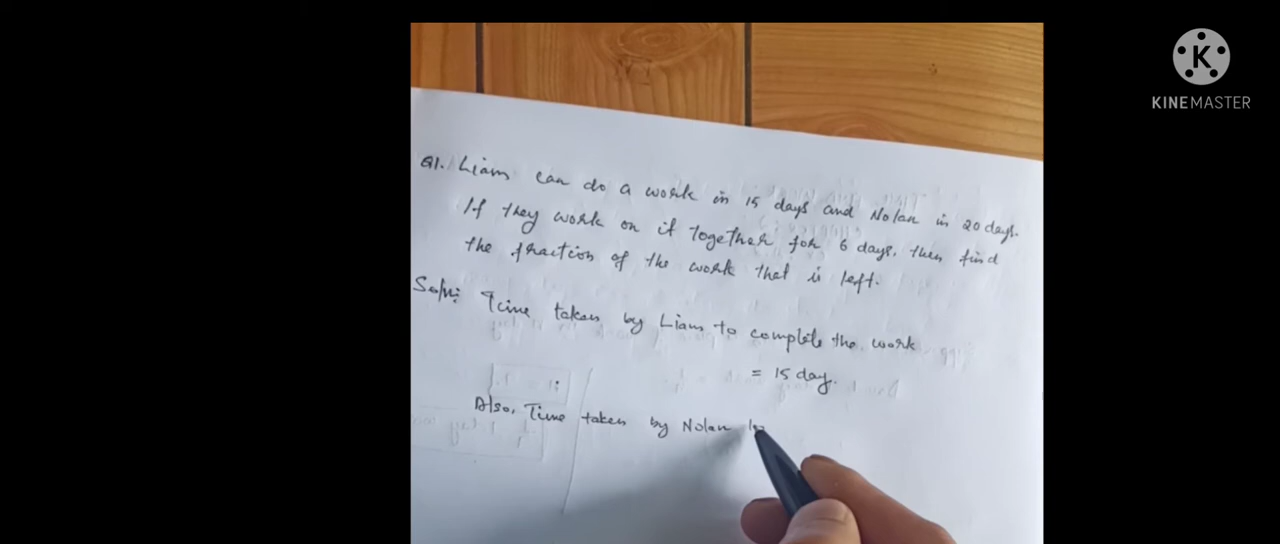 KINEMASTER
Q1. Liam can do a work in 15 days and Nolan in 20 days.
If they work on it together for 6 days, then find
the fraction of the work that is left.
Soln: Time taken by Liam to complete the work
= 15 day.
Also, Time taken by Nolan to